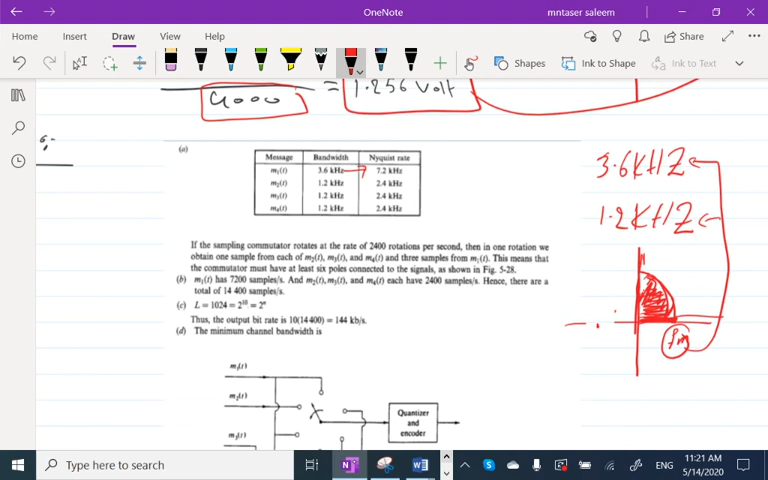 OneNote
mntaser saleem
Home Insert Draw View Help Share
Shapes Ink to Shape Ink to Text
4000 = 1.256 Volt
(a)
Message Bandwidth Nyquist rate
m₁(t) 3.6 kHz 7.2 kHz
m₂(t) 1.2 kHz 2.4 kHz
m₃(t) 1.2 kHz 2.4 kHz
m₄(t) 1.2 kHz 2.4 kHz
3.6 KHZ
1.2 KHZ
fm
If the sampling commutator rotates at the rate of 2400 rotations per second, then in one rotation we
obtain one sample from each of m₂(t), m₃(t), and m₄(t) and three samples from m₁(t). This means that
the commutator must have at least six poles connected to the signals, as shown in Fig. 5-28.
(b) m₁(t) has 7200 samples/s. And m₂(t), m₃(t), and m₄(t) each have 2400 samples/s. Hence, there are a
total of 14 400 samples/s.
(c) L = 1024 = 2¹⁰ = 2ⁿ
Thus, the output bit rate is 10(14 400) = 144 kb/s.
(d) The minimum channel bandwidth is
m₁(t)
m₂(t)
m₃(t)
Quantizer
and
encoder
Type here to search
ENG
11:21 AM
5/14/2020